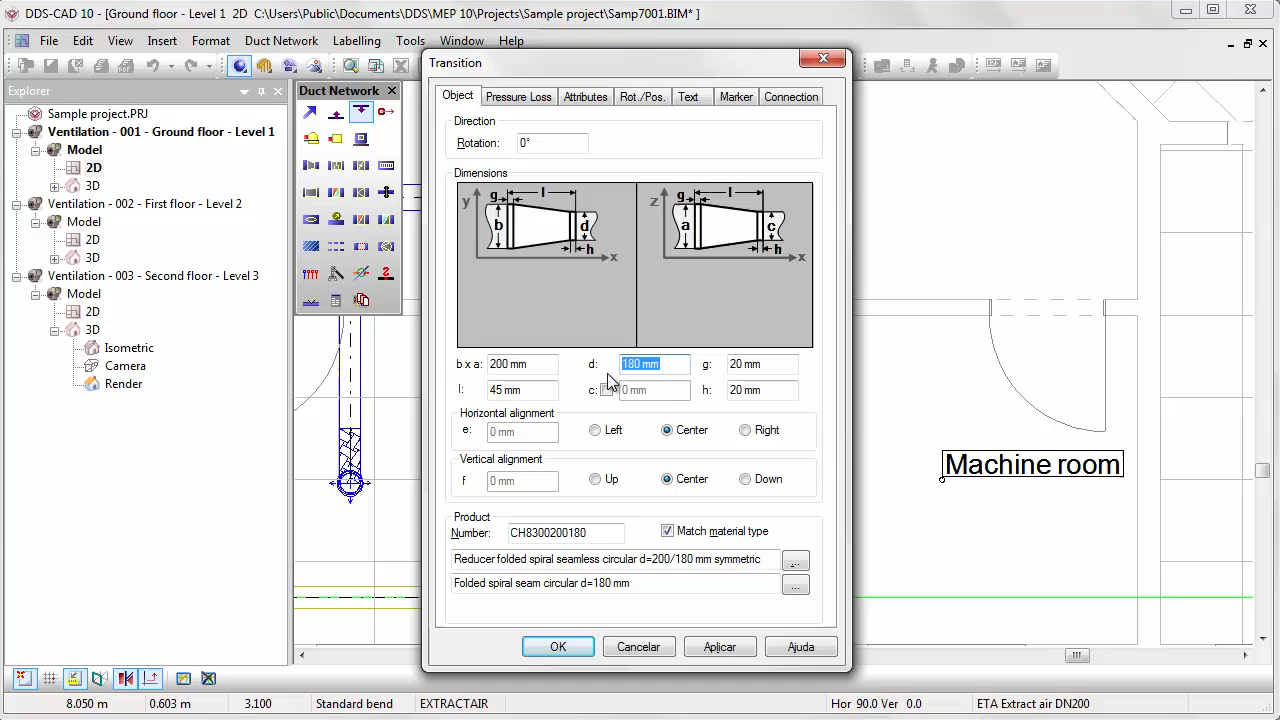 DDS-CAD 10 - [Ground floor - Level 1  2D  C:\Users\Public\Documents\DDS\MEP 10\Projects\Sample project\Samp7001.BIM* ]
File Edit View Insert Format Duct Network Labelling Tools Window Help
Explorer
Sample project.PRJ
Ventilation - 001 - Ground floor - Level 1
Model
2D
3D
Ventilation - 002 - First floor - Level 2
Model
2D
3D
Ventilation - 003 - Second floor - Level 3
Model
2D
3D
Isometric
Camera
Render
Duct Network
Transition
Object Pressure Loss Attributes Rot./Pos. Text Marker Connection
Direction
Rotation: 0°
Dimensions
y g l b d h x
z g l a c h x
b x a: 200 mm d: 180 mm g: 20 mm
l: 45 mm c: 0 mm h: 20 mm
Horizontal alignment
e: 0 mm Left Center Right
Vertical alignment
f 0 mm Up Center Down
Product
Number: CH8300200180 Match material type
Reducer folded spiral seamless circular d=200/180 mm symmetric ...
Folded spiral seam circular d=180 mm ...
OK Cancelar Aplicar Ajuda
Machine room
8.050 m 0.603 m 3.100 Standard bend EXTRACTAIR Hor 90.0 Ver 0.0 ETA Extract air DN200